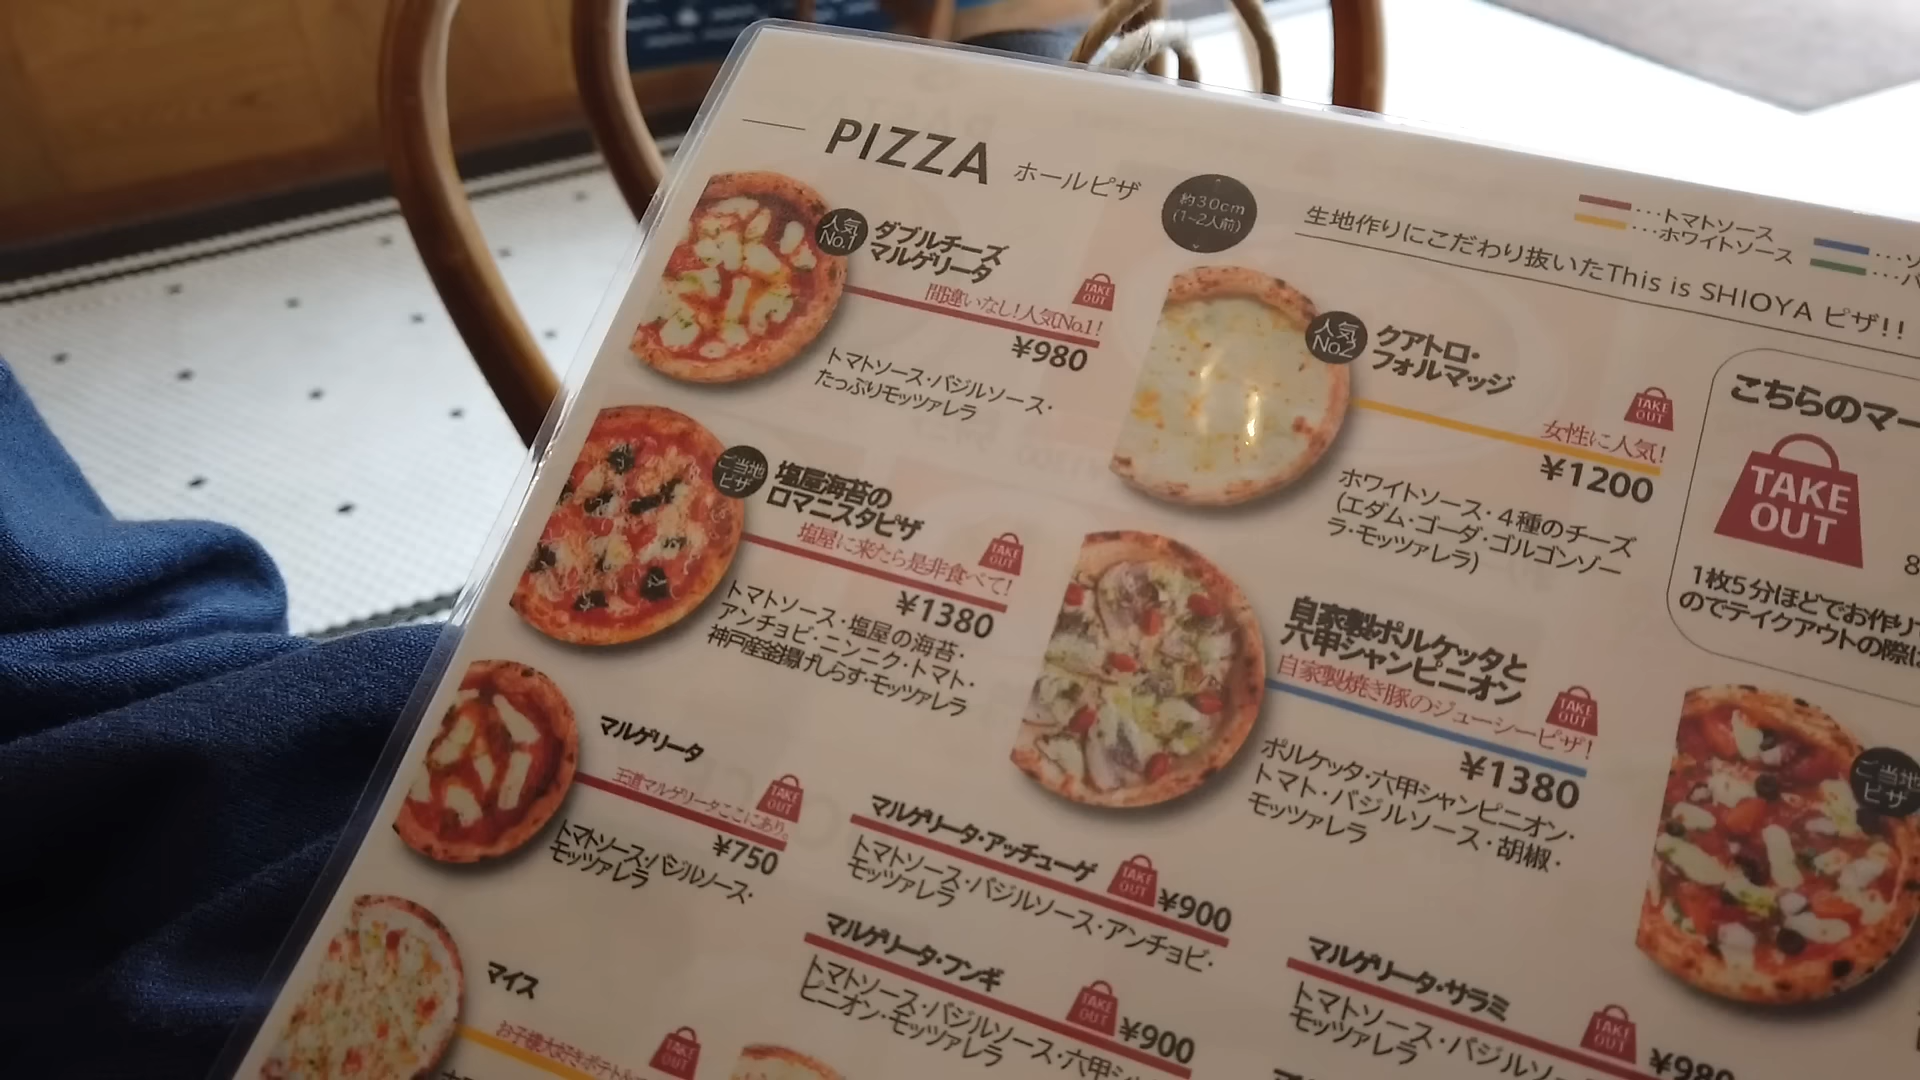 PIZZA ホールピザ
約30cm
(1~2人前)
生地作りにこだわり抜いたThis is SHIOYA ピザ!!
・・・トマトソース
・・・ホワイトソース
人気
No.1
ダブルチーズ
マルゲリータ
間違いなし!人気No.1!
TAKE
OUT
¥980
トマトソース・バジルソース・
たっぷりモッツァレラ
人気
No.2
クアトロ・
フォルマッジ
女性に人気!
TAKE
OUT
¥1200
ホワイトソース・4種のチーズ
(エダム・ゴーダ・ゴルゴンゾー
ラ・モッツァレラ)
こちらのマー
TAKE
OUT
8
1枚5分ほどでお作り
のでテイクアウトの際
ご当地
ピザ
塩屋海苔の
ロマニスタピザ
塩屋に来たら是非食べて!
TAKE
OUT
¥1380
トマトソース・塩屋の海苔・
アンチョビ・ニンニク・トマト・
神戸産釜揚げしらす・モッツァレラ
自家製ポルケッタと
六甲シャンピニオン
自家製焼き豚のジューシーピザ!
TAKE
OUT
¥1380
ポルケッタ・六甲シャンピニオン・
トマト・バジルソース・胡椒・
モッツァレラ
ご当地
ピザ
マルゲリータ
王道マルゲリータここにあり。
TAKE
OUT
¥750
トマトソース・バジルソース・
モッツァレラ
マルゲリータ・アッチューゲ
TAKE
OUT
¥900
トマトソース・バジルソース・アンチョビ・
モッツァレラ
マルゲリータ・フンギ
TAKE
OUT
¥900
トマトソース・バジルソース・六甲シャン
ピニオン・モッツァレラ
マルゲリータ・サラミ
TAKE
OUT
¥980
トマトソース・バジルソ
モッツァレラ
マイス
お子様大好きポテト
TAKE
OUT